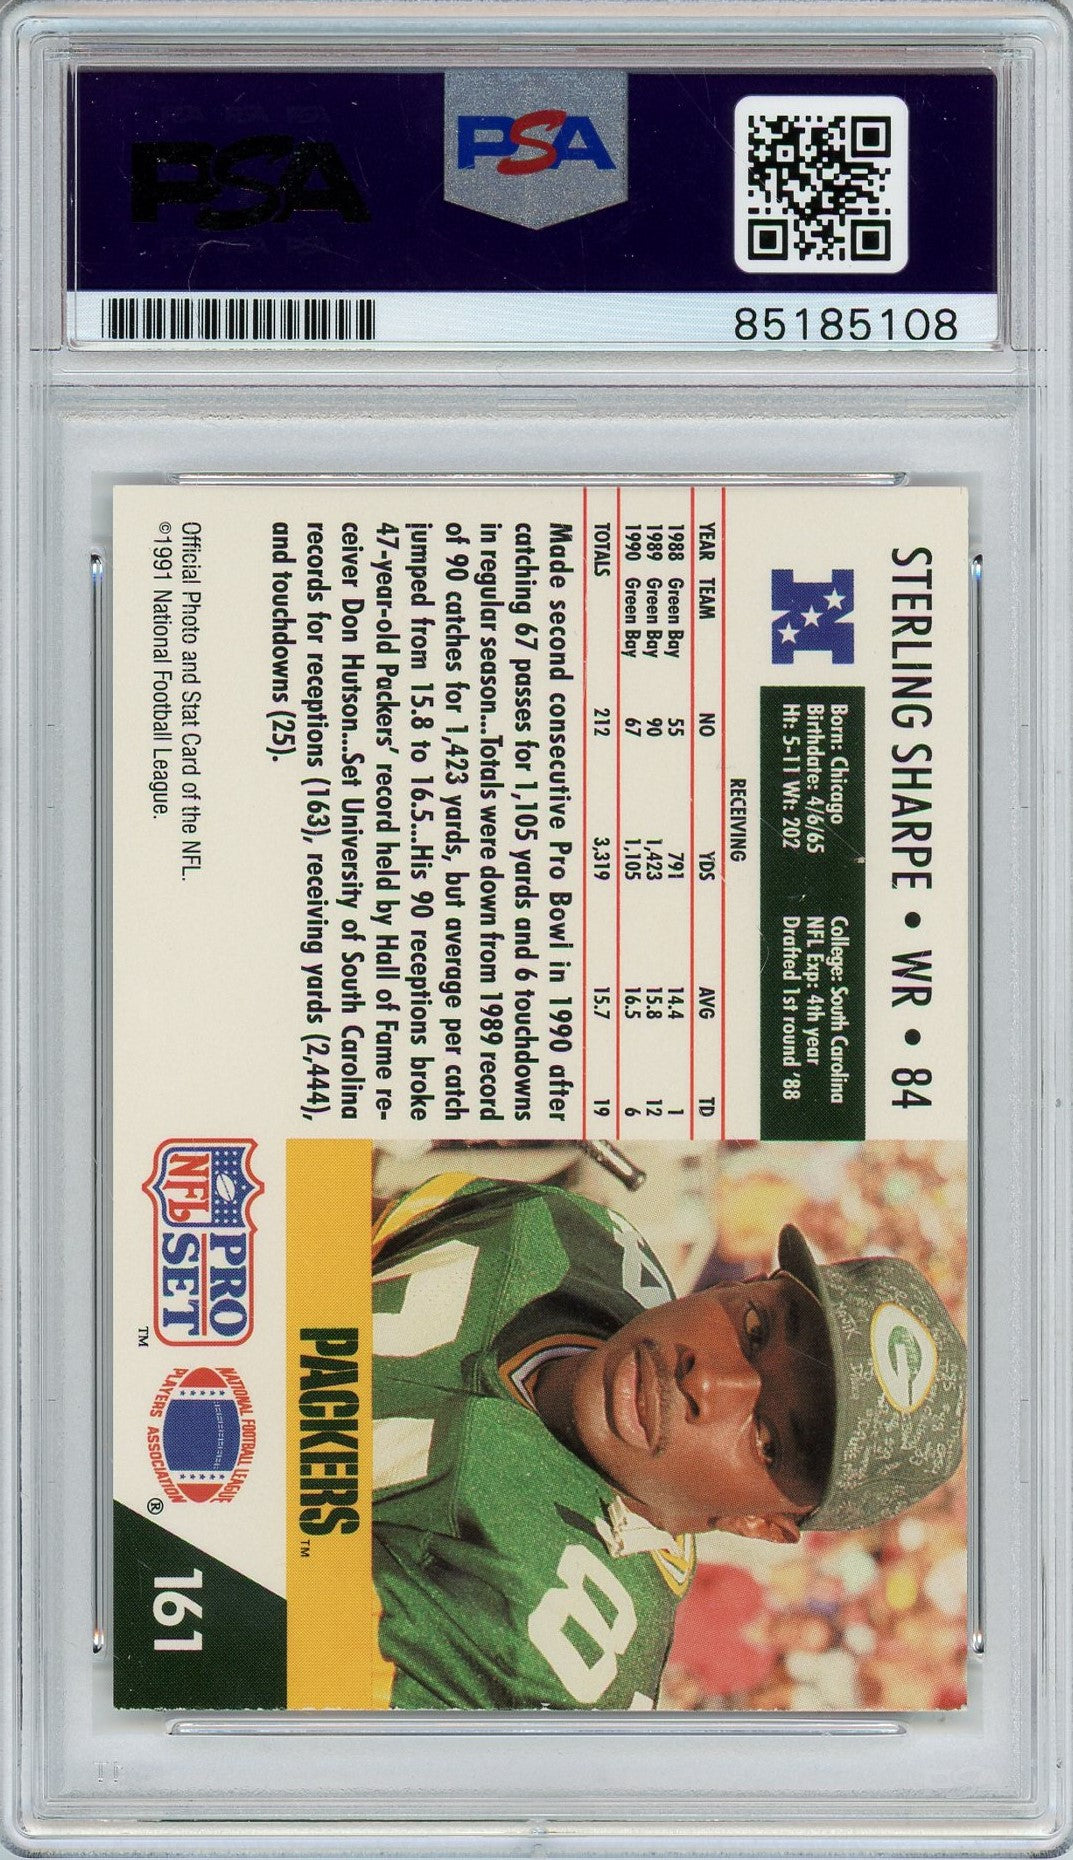 PSA
PSA
85185108
STERLING SHARPE • WR • 84
Born: Chicago
Birthdate: 4/6/65
Ht: 5-11 Wt: 202
College: South Carolina
NFL Exp: 4th year
Drafted 1st round '88
RECEIVING
YEAR TEAM NO YDS AVG TD
1988 Green Bay 55 791 14.4 1
1989 Green Bay 90 1,423 15.8 12
1990 Green Bay 67 1,105 16.5 6
TOTALS 212 3,319 15.7 19
Made second consecutive Pro Bowl in 1990 after
catching 67 passes for 1,105 yards and 6 touchdowns
in regular season...Totals were down from 1989 record
of 90 catches for 1,423 yards, but average per catch
jumped from 15.8 to 16.5...His 90 receptions broke
47-year-old Packers' record held by Hall of Fame re-
ceiver Don Hutson...Set University of South Carolina
records for receptions (163), receiving yards (2,444),
and touchdowns (25).
Official Photo and Stat Card of the NFL.
©1991 National Football League.
G
8
PACKERS™
NFL
PRO
SET™
NATIONAL FOOTBALL LEAGUE
PLAYERS ASSOCIATION
®
161